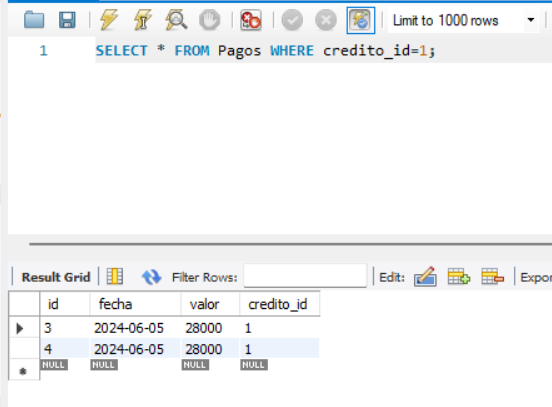 Limit to 1000 rows
1 SELECT * FROM Pagos WHERE credito_id=1;
Result Grid Filter Rows: Edit:
id fecha valor credito_id
3 2024-06-05 28000 1
4 2024-06-05 28000 1
NULL NULL NULL NULL